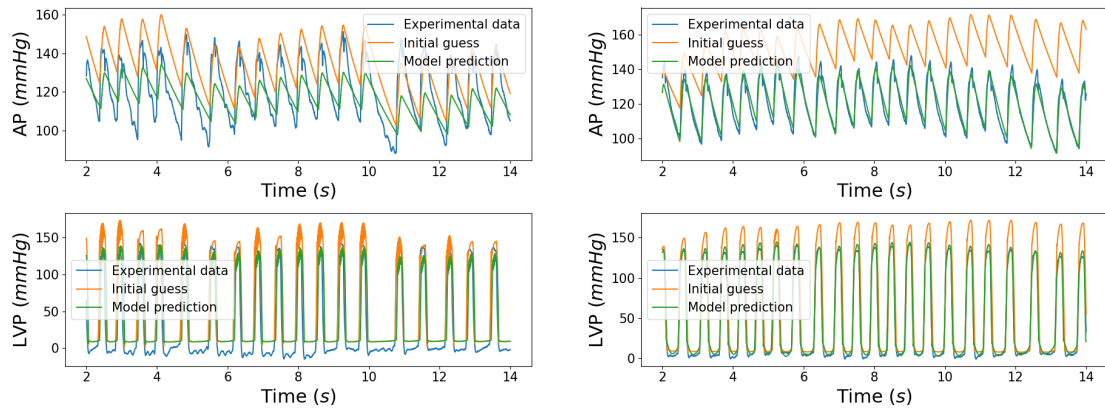 160
140
120
100
AP (mmHg)
Experimental data
Initial guess
Model prediction
2 4 6 8 10 12 14
Time (s)
160
140
120
100
AP (mmHg)
Experimental data
Initial guess
Model prediction
2 4 6 8 10 12 14
Time (s)
150
100
50
0
LVP (mmHg)
Experimental data
Initial guess
Model prediction
2 4 6 8 10 12 14
Time (s)
150
100
50
0
LVP (mmHg)
Experimental data
Initial guess
Model prediction
2 4 6 8 10 12 14
Time (s)